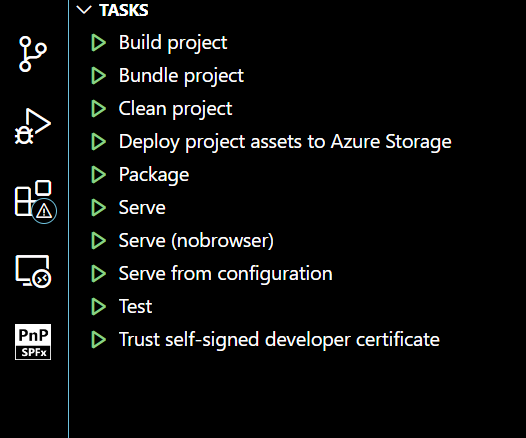 TASKS
Build project
Bundle project
Clean project
Deploy project assets to Azure Storage
Package
Serve
Serve (nobrowser)
Serve from configuration
Test
Trust self-signed developer certificate
PnP
SPFx